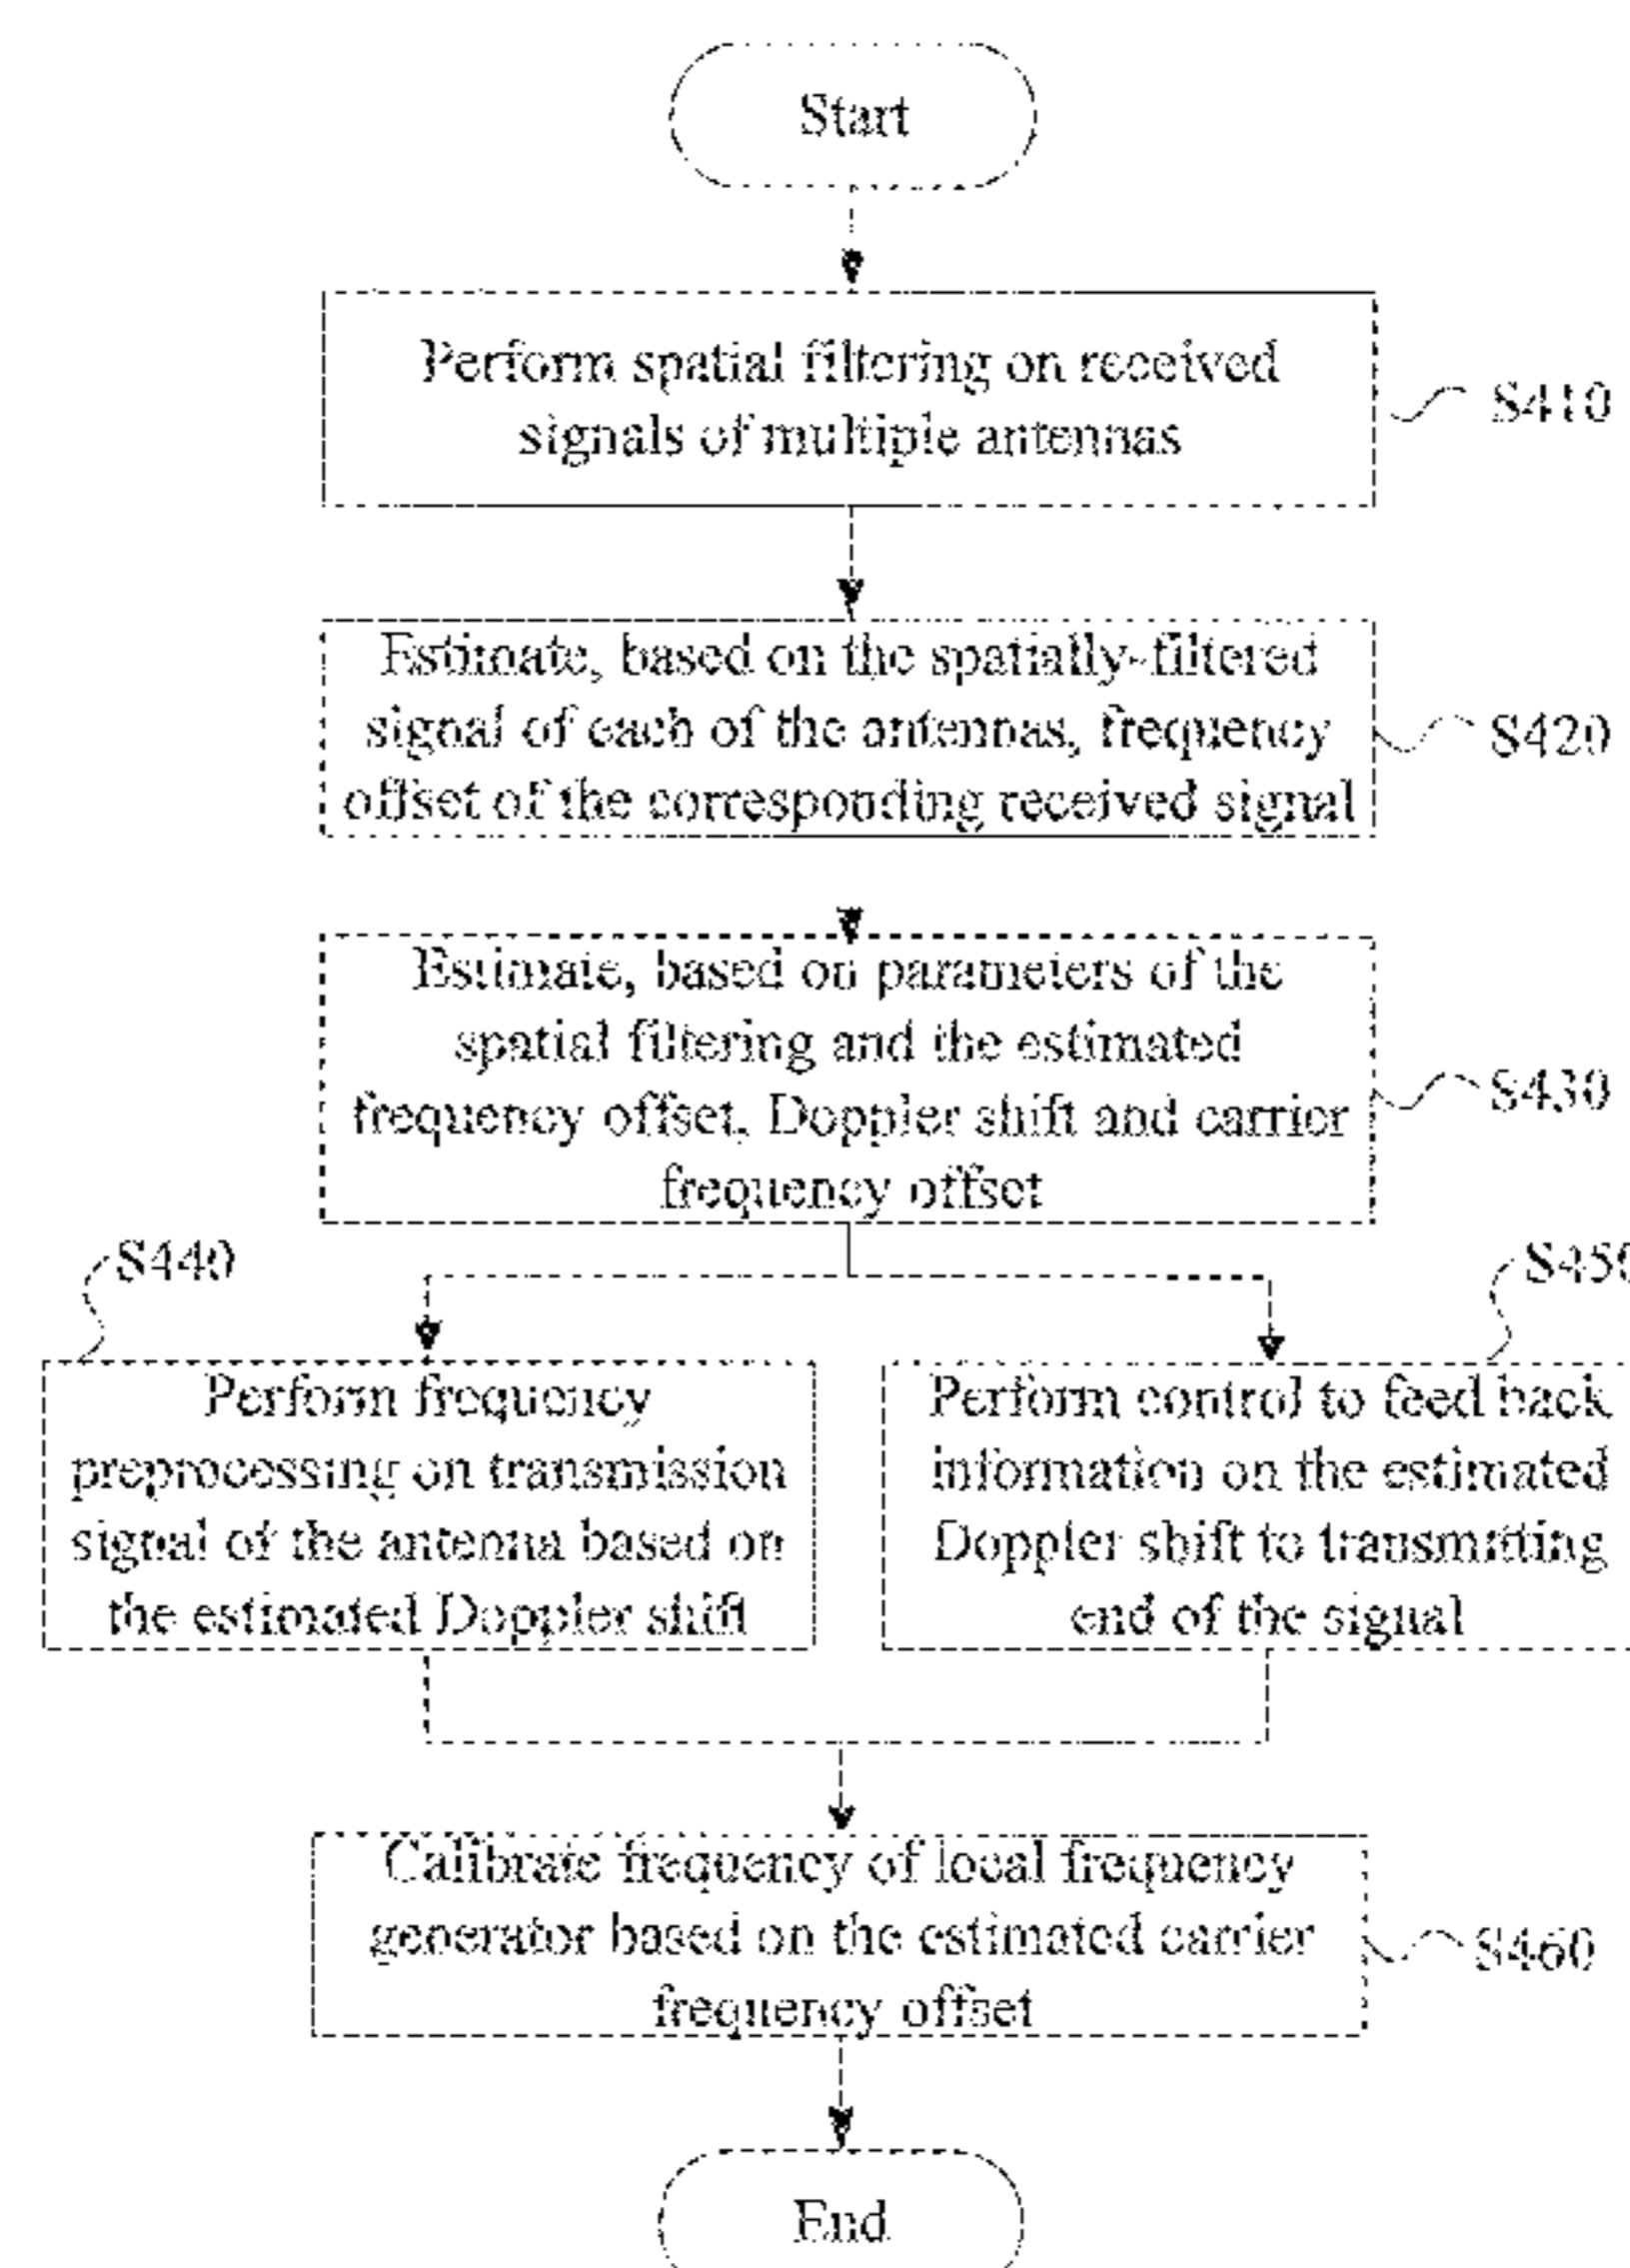 Start
Perform spatial filtering on received
signals of multiple antennas
S410
Estimate, based on the spatially-filtered
signal of each of the antennas, frequency
offset of the corresponding received signal
S420
Estimate, based on parameters of the
spatial filtering and the estimated
frequency offset, Doppler shift and carrier
frequency offset
S430
S440
Perform frequency
preprocessing on transmission
signal of the antenna based on
the estimated Doppler shift
S450
Perform control to feed back
information on the estimated
Doppler shift to transmitting
end of the signal
Calibrate frequency of local frequency
generator based on the estimated carrier
frequency offset
S460
End